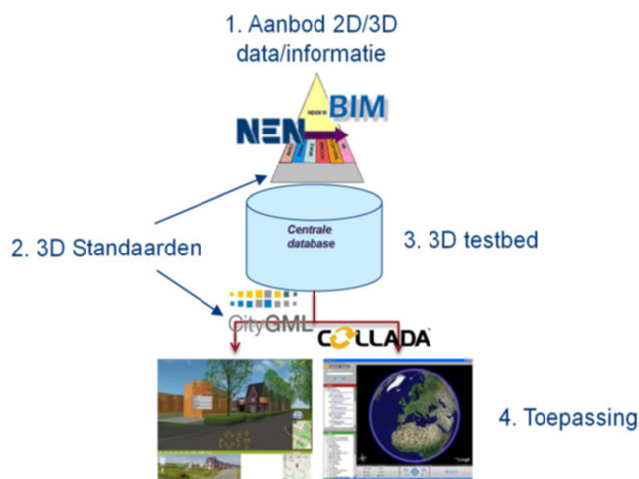 1. Aanbod 2D/3D
data/informatie
BIM
NEN
2. 3D Standaarden
Centrale
database
3. 3D testbed
CityGML
COLLADA
4. Toepassing